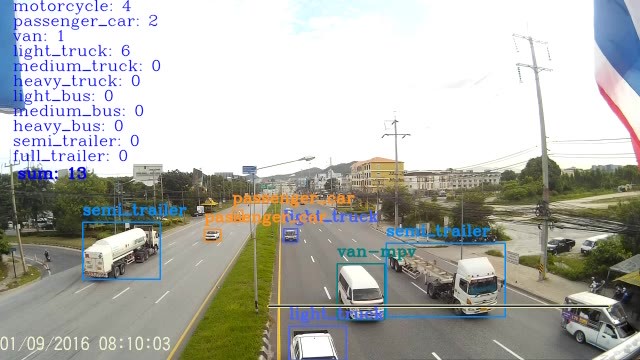 motorcycle: 4
passenger_car: 2
van: 1
light_truck: 6
medium_truck: 0
heavy_truck: 0
light_bus: 0
medium_bus: 0
heavy_bus: 0
semi_trailer: 0
full_trailer: 0
sum: 13
semi_trailer
passenger_car
light_truck
semi_trailer
van-mpv
light_truck
01/09/2016 08:10:03